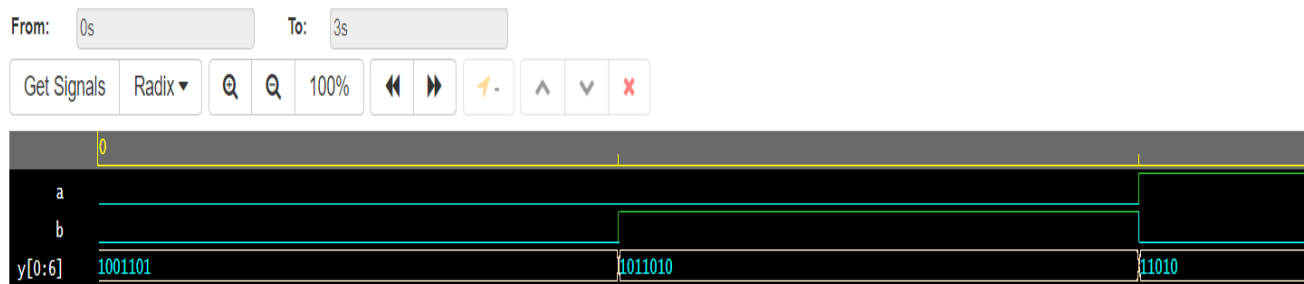 From: 0s To: 3s
Get Signals Radix 100% -
0
a
b
y[0:6] 1001101 1011010 11010